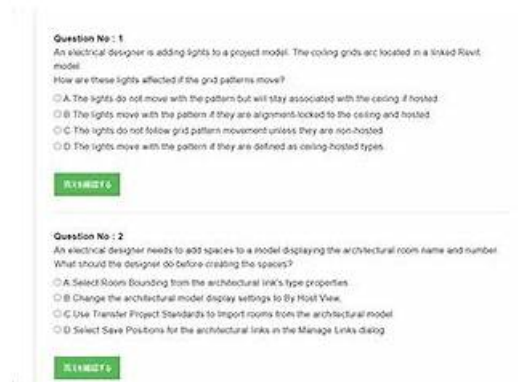 Question No : 1
An electrical designer is adding lights to a project model. The ceiling grids are located in a linked Revit
model.
How are these lights affected if the grid patterns move?
A. The lights do not move with the pattern but will stay associated with the ceiling if hosted
B. The lights move with the pattern if they are alignment-locked to the ceiling and hosted
C. The lights do not follow grid pattern movement unless they are non-hosted
D. The lights move with the pattern if they are defined as ceiling-hosted types.
Question No : 2
An electrical designer needs to add spaces to a model displaying the architectural room name and number.
What should the designer do before creating the spaces?
A. Select Room Bounding from the architectural link's type properties
B. Change the architectural model display settings to By Host View.
C. Use Transfer Project Standards to Import rooms from the architectural model
D. Select Save Positions for the architectural links in the Manage Links dialog